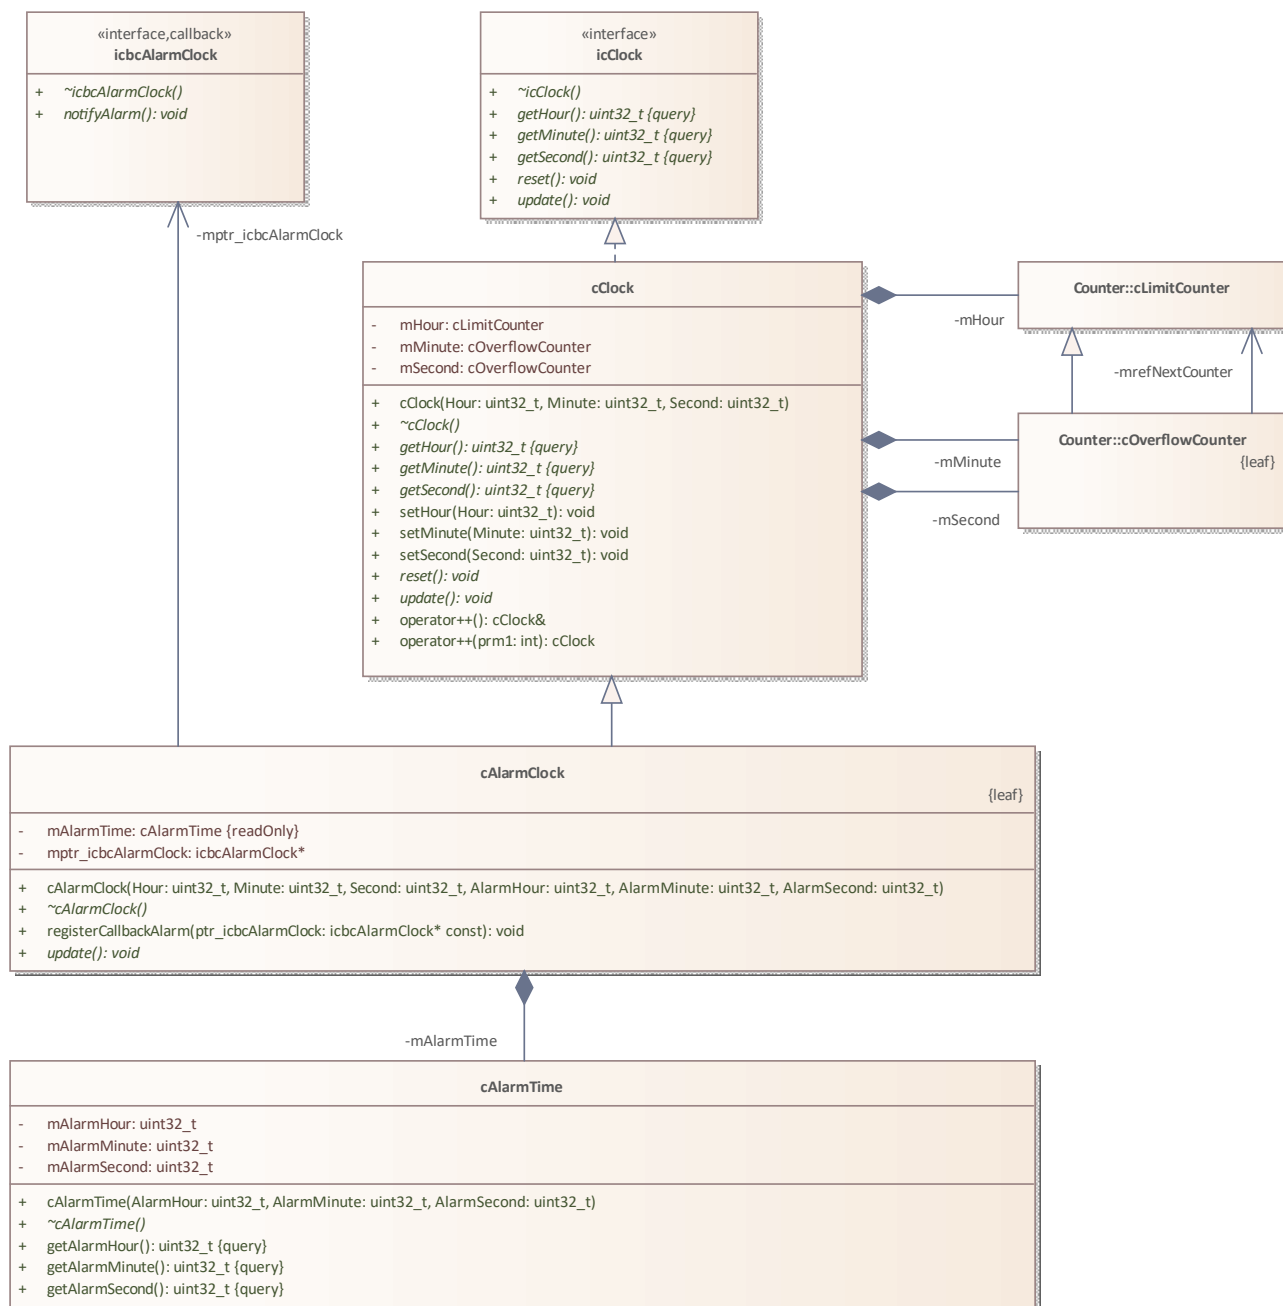 «interface,callback»
icbcAlarmClock
+ ~icbcAlarmClock()
+ notifyAlarm(): void
«interface»
icClock
+ ~icClock()
+ getHour(): uint32_t {query}
+ getMinute(): uint32_t {query}
+ getSecond(): uint32_t {query}
+ reset(): void
+ update(): void
-mptr_icbcAlarmClock
cClock
- mHour: cLimitCounter
- mMinute: cOverflowCounter
- mSecond: cOverflowCounter
+ cClock(Hour: uint32_t, Minute: uint32_t, Second: uint32_t)
+ ~cClock()
+ getHour(): uint32_t {query}
+ getMinute(): uint32_t {query}
+ getSecond(): uint32_t {query}
+ setHour(Hour: uint32_t): void
+ setMinute(Minute: uint32_t): void
+ setSecond(Second: uint32_t): void
+ reset(): void
+ update(): void
+ operator++(): cClock&
+ operator++(prm1: int): cClock
Counter::cLimitCounter
-mHour
-mrefNextCounter
Counter::cOverflowCounter
{leaf}
-mMinute
-mSecond
cAlarmClock
{leaf}
- mAlarmTime: cAlarmTime {readOnly}
- mptr_icbcAlarmClock: icbcAlarmClock*
+ cAlarmClock(Hour: uint32_t, Minute: uint32_t, Second: uint32_t, AlarmHour: uint32_t, AlarmMinute: uint32_t, AlarmSecond: uint32_t)
+ ~cAlarmClock()
+ registerCallbackAlarm(ptr_icbcAlarmClock: icbcAlarmClock* const): void
+ update(): void
-mAlarmTime
cAlarmTime
- mAlarmHour: uint32_t
- mAlarmMinute: uint32_t
- mAlarmSecond: uint32_t
+ cAlarmTime(AlarmHour: uint32_t, AlarmMinute: uint32_t, AlarmSecond: uint32_t)
+ ~cAlarmTime()
+ getAlarmHour(): uint32_t {query}
+ getAlarmMinute(): uint32_t {query}
+ getAlarmSecond(): uint32_t {query}